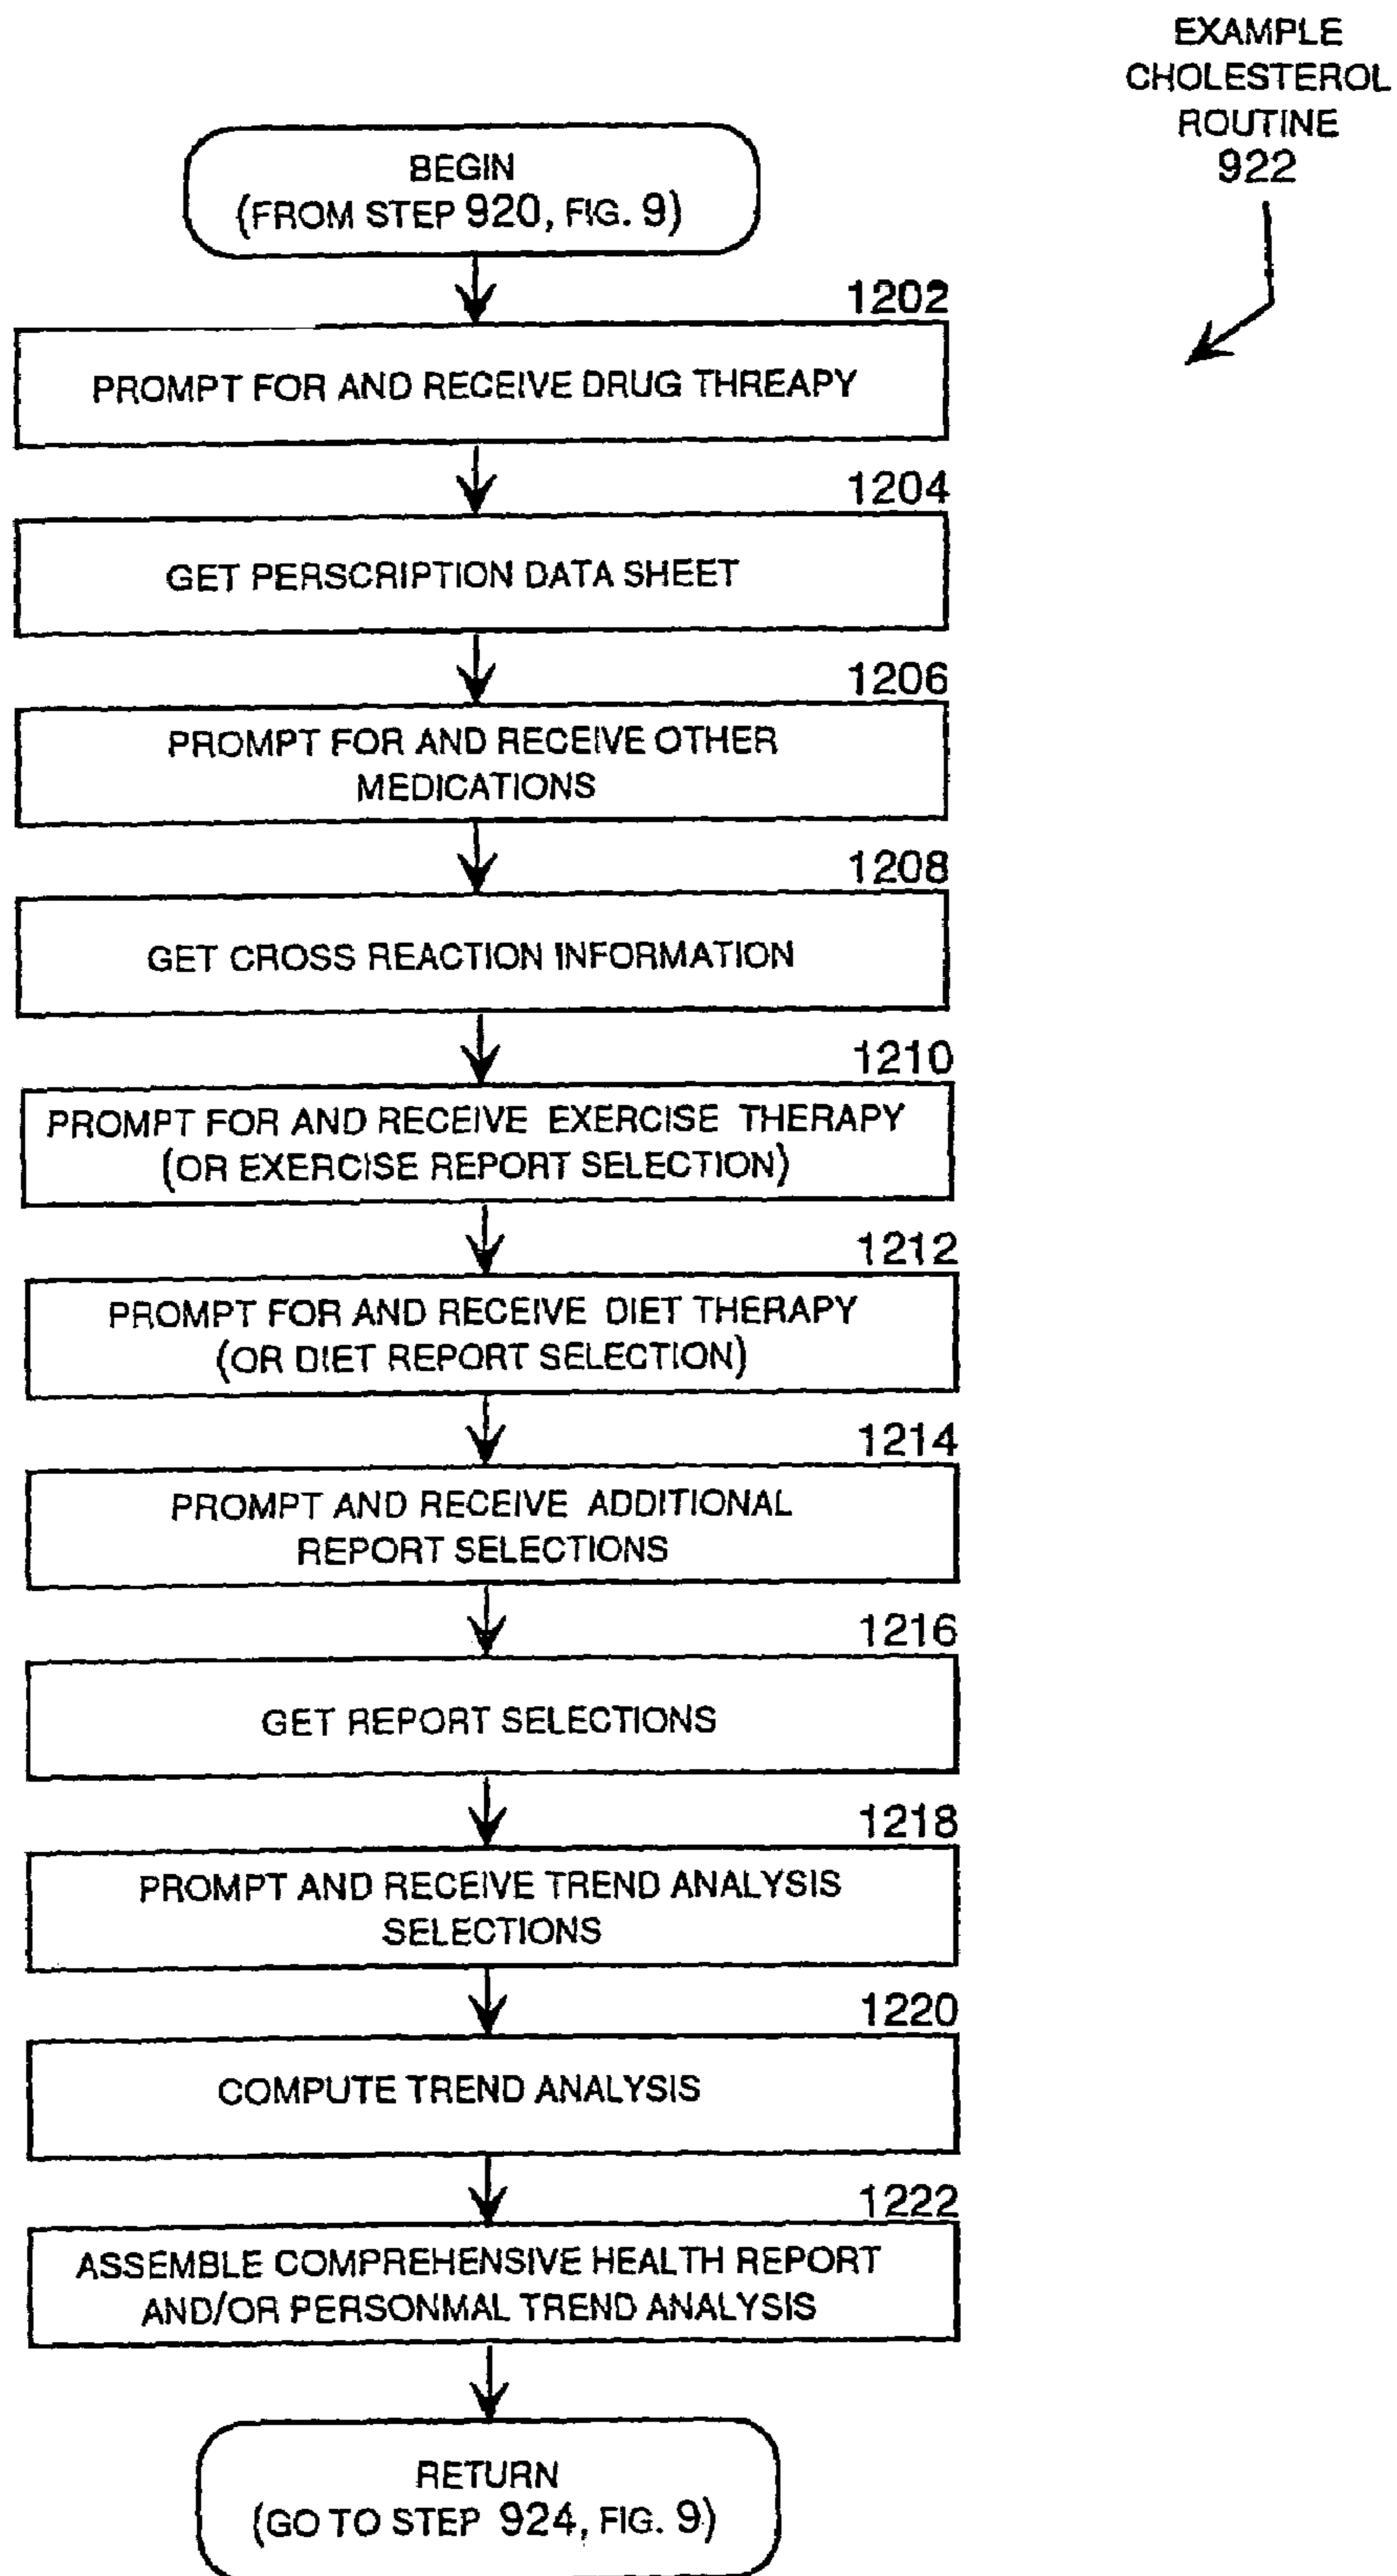 EXAMPLE
CHOLESTEROL
ROUTINE
922
BEGIN
(FROM STEP 920, FIG. 9)
1202
PROMPT FOR AND RECEIVE DRUG THREAPY
1204
GET PERSCRIPTION DATA SHEET
1206
PROMPT FOR AND RECEIVE OTHER
MEDICATIONS
1208
GET CROSS REACTION INFORMATION
1210
PROMPT FOR AND RECEIVE EXERCISE THERAPY
(OR EXERCISE REPORT SELECTION)
1212
PROMPT FOR AND RECEIVE DIET THERAPY
(OR DIET REPORT SELECTION)
1214
PROMPT AND RECEIVE ADDITIONAL
REPORT SELECTIONS
1216
GET REPORT SELECTIONS
1218
PROMPT AND RECEIVE TREND ANALYSIS
SELECTIONS
1220
COMPUTE TREND ANALYSIS
1222
ASSEMBLE COMPREHENSIVE HEALTH REPORT
AND/OR PERSONMAL TREND ANALYSIS
RETURN
(GO TO STEP 924, FIG. 9)